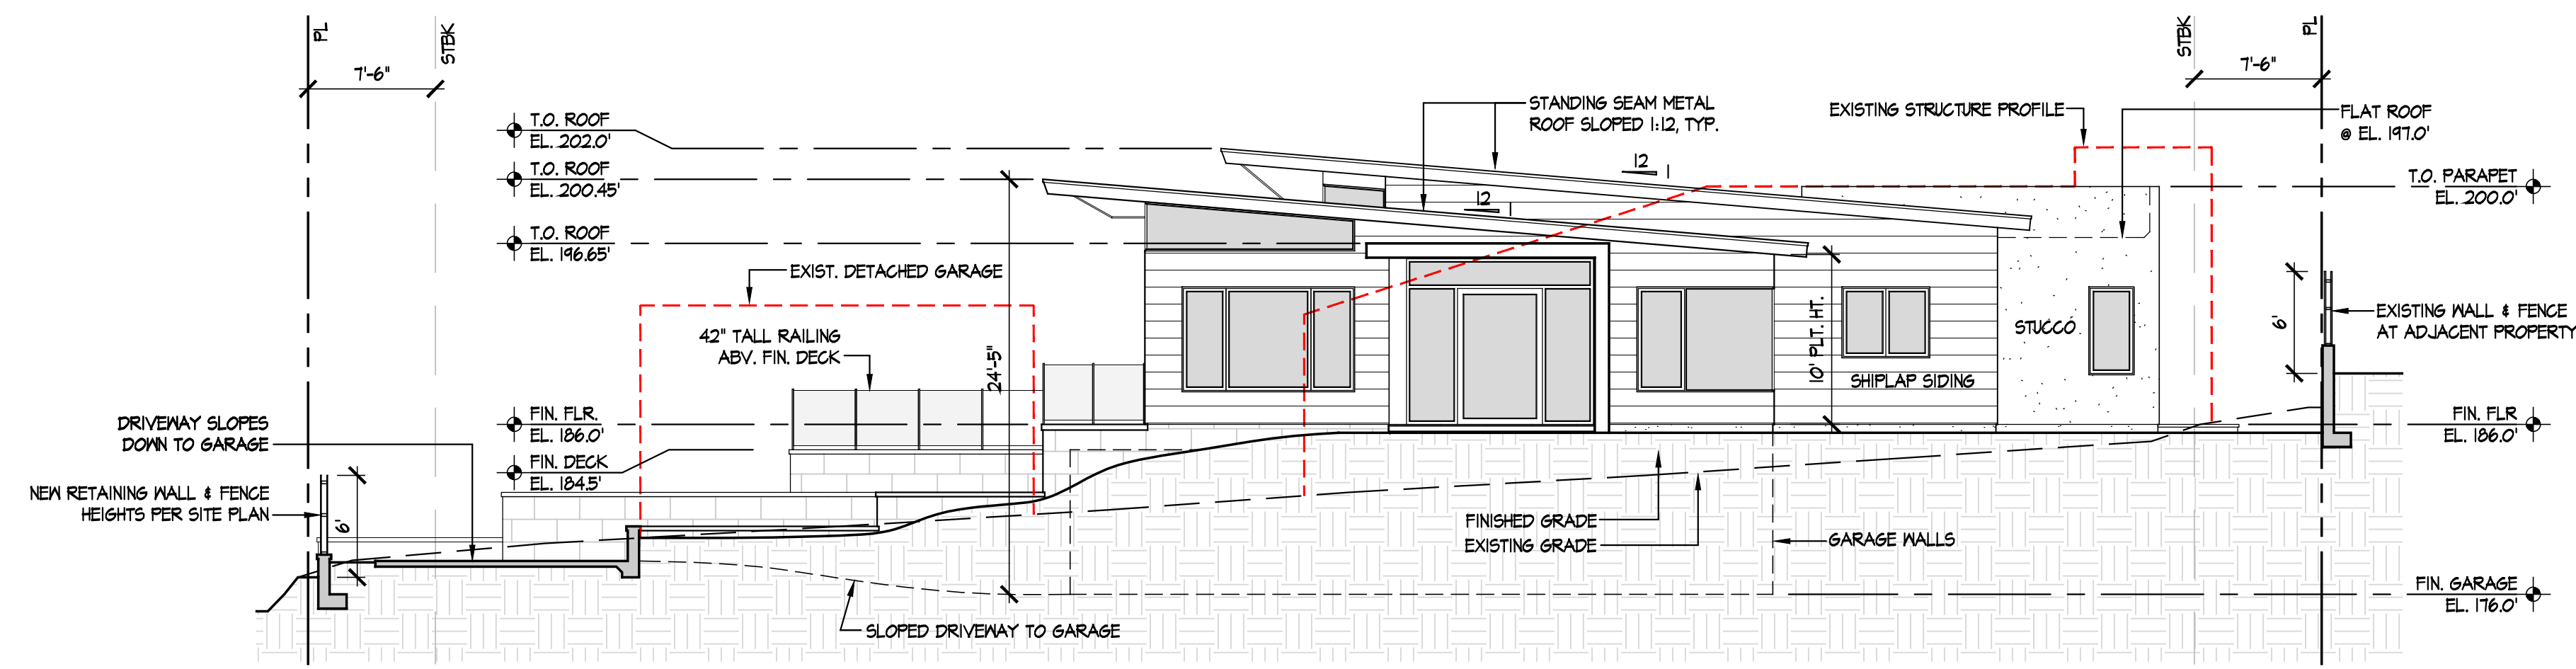 PL
STBK
7'-6"
STBK
PL
7'-6"
T.O. ROOF
EL. 202.0'
T.O. ROOF
EL. 200.45'
T.O. ROOF
EL. 196.65'
STANDING SEAM METAL
ROOF SLOPED 1:12, TYP.
EXISTING STRUCTURE PROFILE
FLAT ROOF
@ EL. 197.0'
12
1
12
1
T.O. PARAPET
EL. 200.0'
EXIST. DETACHED GARAGE
42" TALL RAILING
ABV. FIN. DECK
24'-5"
10' PLT. HT.
STUCCO
SHIPLAP SIDING
6'
EXISTING WALL & FENCE
AT ADJACENT PROPERTY
DRIVEWAY SLOPES
DOWN TO GARAGE
FIN. FLR.
EL. 186.0'
FIN. DECK
EL. 184.5'
FIN. FLR
EL. 186.0'
NEW RETAINING WALL & FENCE
HEIGHTS PER SITE PLAN
6'
FINISHED GRADE
EXISTING GRADE
GARAGE WALLS
FIN. GARAGE
EL. 176.0'
SLOPED DRIVEWAY TO GARAGE